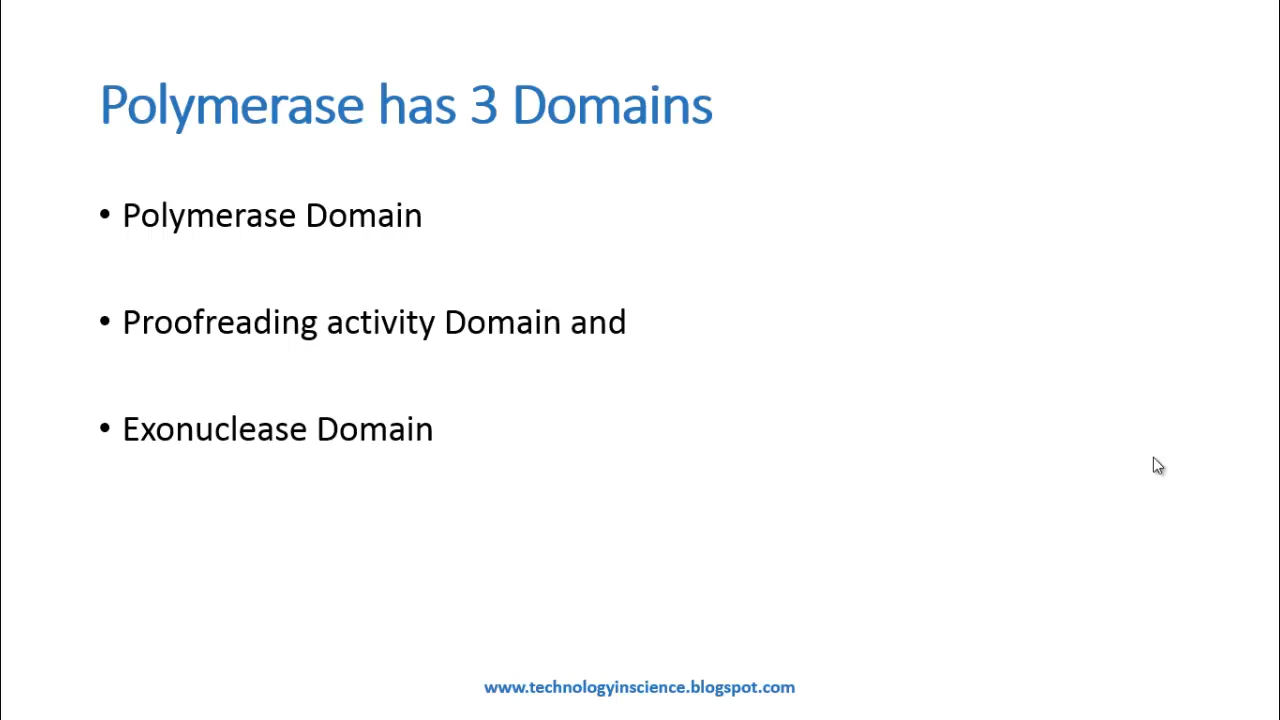 Polymerase has 3 Domains
• Polymerase Domain
• Proofreading activity Domain and
• Exonuclease Domain
www.technologyinscience.blogspot.com